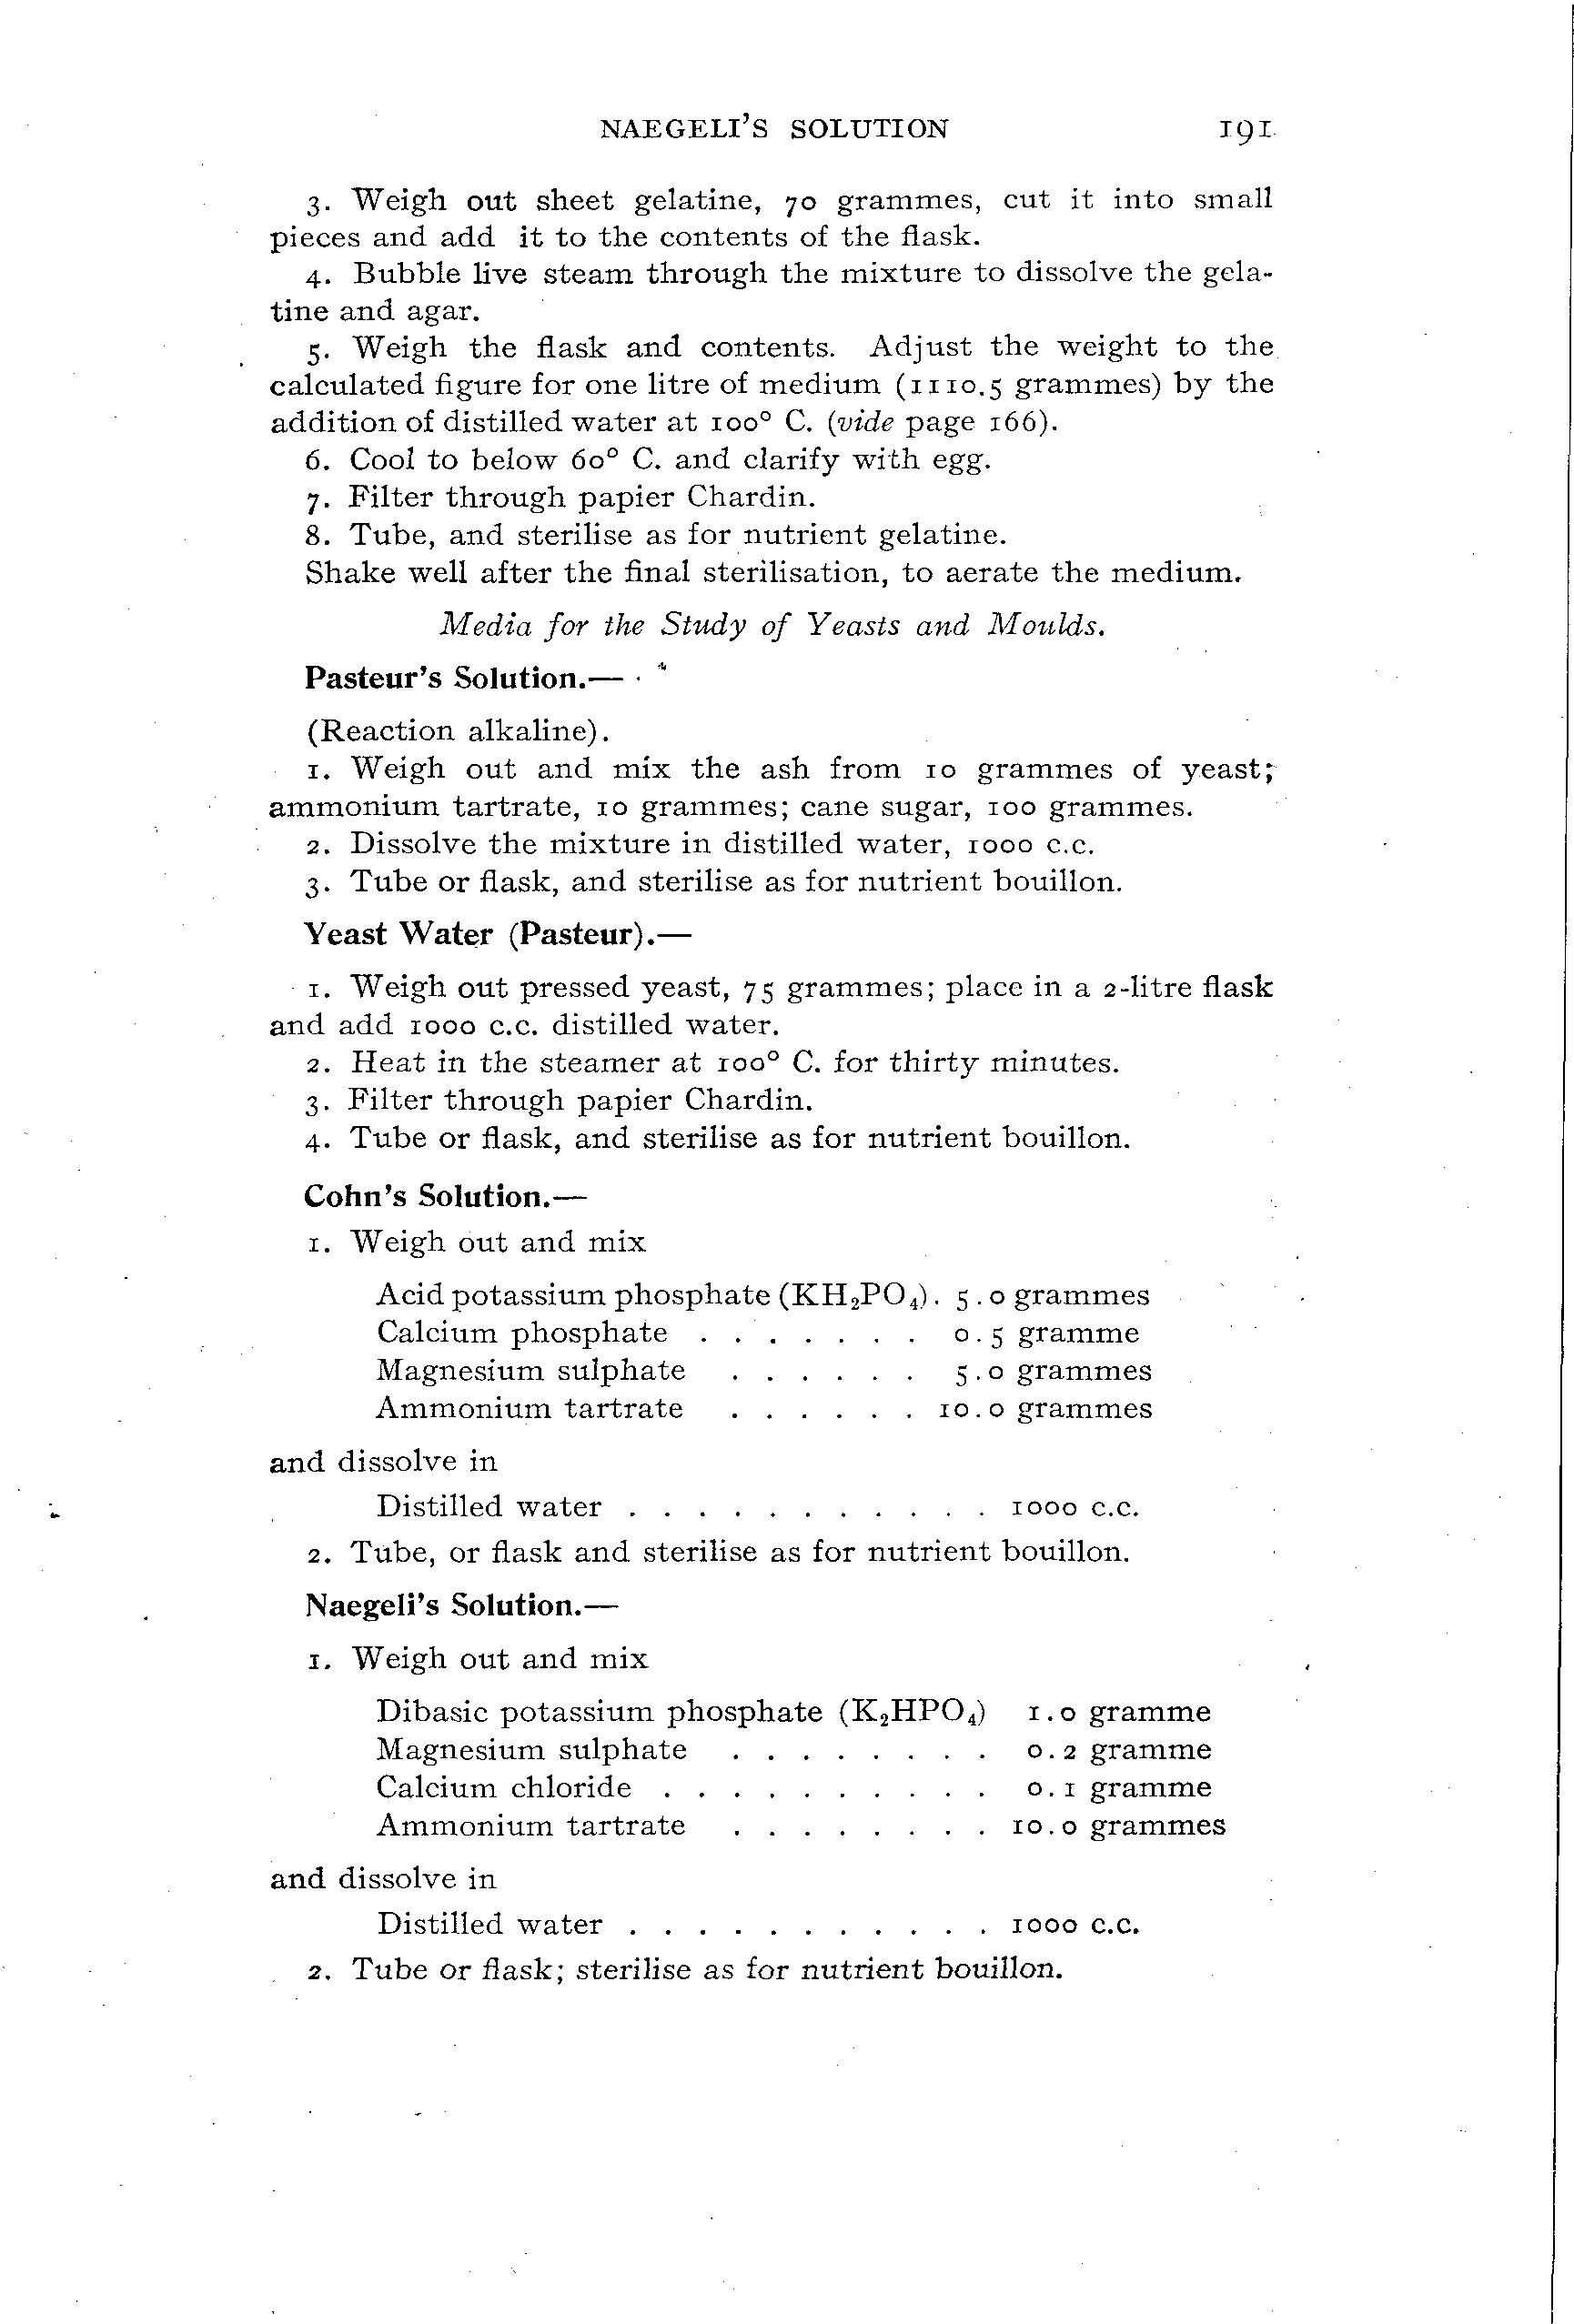 NAEGELI'S SOLUTION 191
3. Weigh out sheet gelatine, 70 grammes, cut it into small
pieces and add it to the contents of the flask.
4. Bubble live steam through the mixture to dissolve the gela-
tine and agar.
5. Weigh the flask and contents. Adjust the weight to the
calculated figure for one litre of medium (1110.5 grammes) by the
addition of distilled water at 100° C. (vide page 166).
6. Cool to below 60° C. and clarify with egg.
7. Filter through papier Chardin.
8. Tube, and sterilise as for nutrient gelatine.
Shake well after the final sterilisation, to aerate the medium.
Media for the Study of Yeasts and Moulds.
Pasteur's Solution.—
(Reaction alkaline).
1. Weigh out and mix the ash from 10 grammes of yeast;
ammonium tartrate, 10 grammes; cane sugar, 100 grammes.
2. Dissolve the mixture in distilled water, 1000 c.c.
3. Tube or flask, and sterilise as for nutrient bouillon.
Yeast Water (Pasteur).—
1. Weigh out pressed yeast, 75 grammes; place in a 2-litre flask
and add 1000 c.c. distilled water.
2. Heat in the steamer at 100° C. for thirty minutes.
3. Filter through papier Chardin.
4. Tube or flask, and sterilise as for nutrient bouillon.
Cohn's Solution.—
1. Weigh out and mix
Acid potassium phosphate (KH₂PO₄). 5.0 grammes
Calcium phosphate . . . . . . . 0.5 gramme
Magnesium sulphate . . . . . . 5.0 grammes
Ammonium tartrate . . . . . . 10.0 grammes
and dissolve in
Distilled water . . . . . . . . . . . 1000 c.c.
2. Tube, or flask and sterilise as for nutrient bouillon.
Naegeli's Solution.—
1. Weigh out and mix
Dibasic potassium phosphate (K₂HPO₄) 1.0 gramme
Magnesium sulphate . . . . . . . . 0.2 gramme
Calcium chloride . . . . . . . . . . 0.1 gramme
Ammonium tartrate . . . . . . . . 10.0 grammes
and dissolve in
Distilled water . . . . . . . . . . . 1000 c.c.
2. Tube or flask; sterilise as for nutrient bouillon.